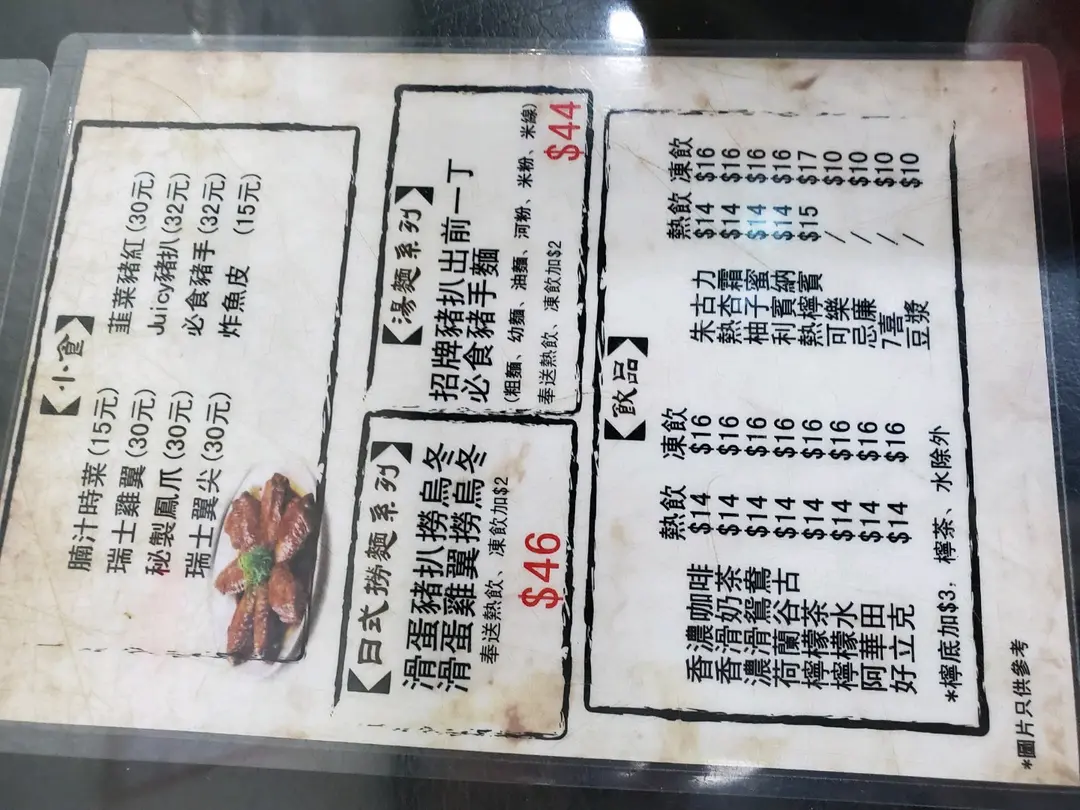 【小食】
腩汁時菜(15元) 韮菜豬紅(30元)
瑞士雞翼(30元) Juicy豬扒(32元)
秘製鳳爪(30元) 必食豬手(32元)
瑞士翼尖(30元) 炸魚皮 (15元)
【日式撈麵系列】
滑蛋豬扒撈烏冬
滑蛋雞翼撈烏冬
奉送熱飲、凍飲加$2
$46
【湯麵系列】
招牌豬扒出前一丁
必食豬手麵
(粗麵、幼麵、油麵、河粉、米粉、米線)
奉送熱飲、凍飲加$2
$44
【飲品】
熱飲 凍飲 熱飲 凍飲
香濃咖啡 $14 $16 朱古力 $14 $16
香滑奶茶 $14 $16 熱杏霜 $14 $16
濃滑鴛鴦 $14 $16 柚子蜜 $14 $16
荷蘭谷古 $14 $16 利賓納 $14 $16
檸檬茶 $14 $16 熱檸賓 $15 $17
檸檬水 $14 $16 可樂 / $10
阿華田 $14 $16 忌廉 / $10
好立克 $14 $16 7喜 / $10
豆漿 / $10
*檸底加$3，檸茶、水除外
*圖片只供參考